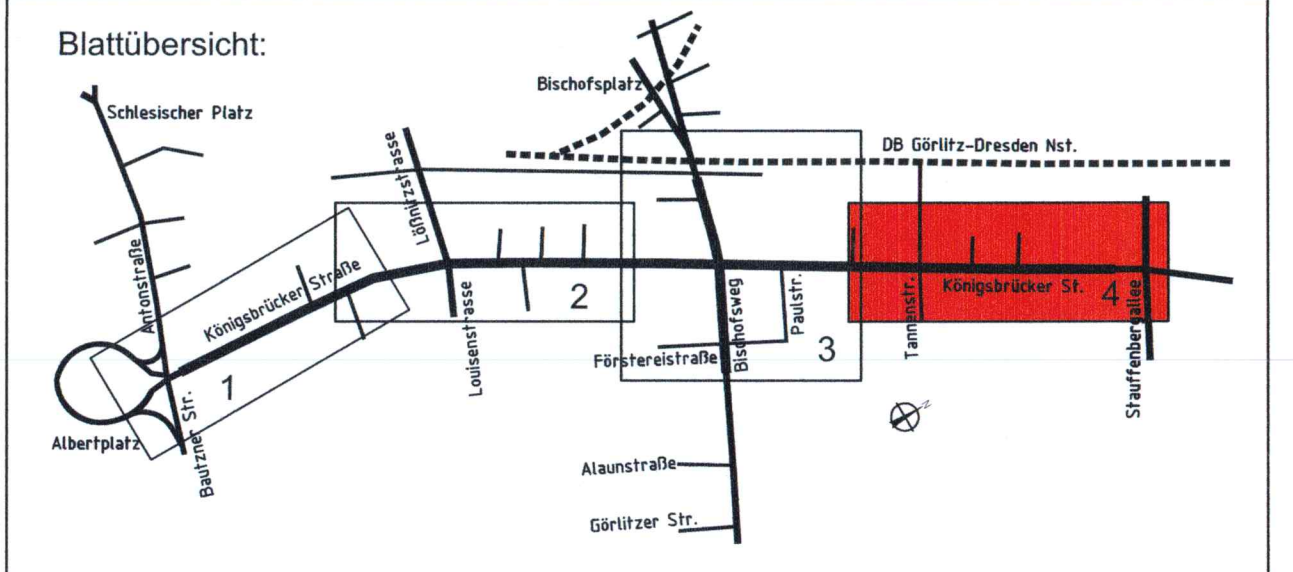 Blattübersicht:
Schlesischer Platz
Bischofsplatz
DB Görlitz-Dresden Nst.
Lößnitzstrasse
Antonstraße
Königsbrücker Straße
Königsbrücker St.
1
2
3
4
Louisenstrasse
Förstereistraße
Bischofsweg
Paulstr.
Tannenstr.
Stauffenbergallee
Albertplatz
Bautzner Str.
Alaunstraße
Görlitzer Str.
N